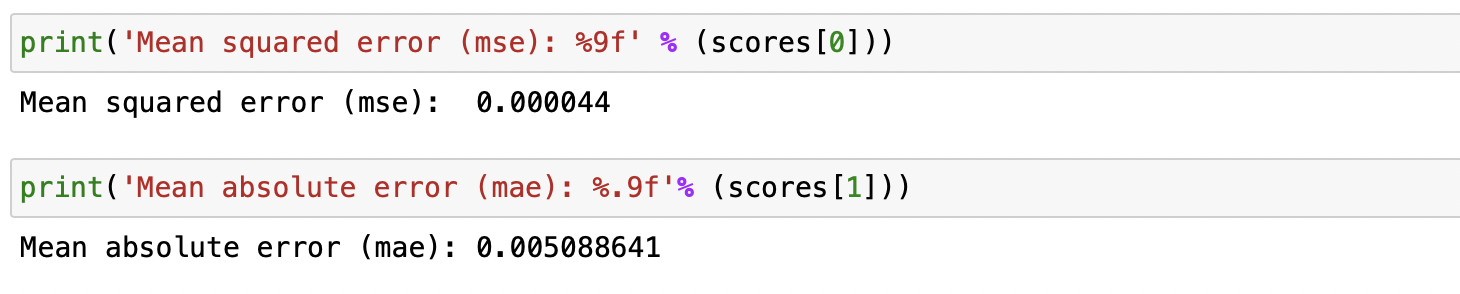 print('Mean squared error (mse): %9f' % (scores[0]))
Mean squared error (mse):  0.000044
print('Mean absolute error (mae): %.9f'% (scores[1]))
Mean absolute error (mae): 0.005088641